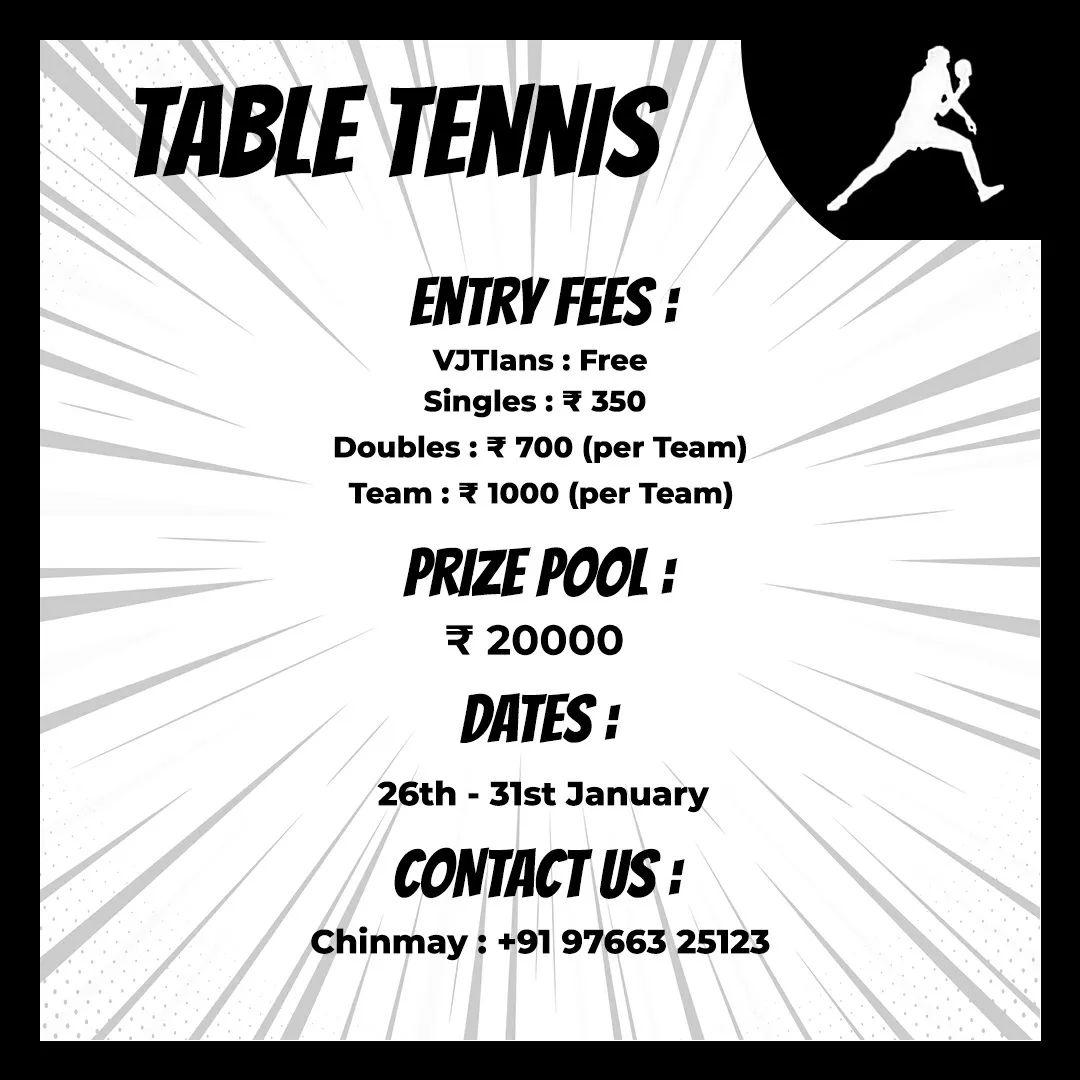 TABLE TENNIS
ENTRY FEES :
VJTIans : Free
Singles : ₹ 350
Doubles : ₹ 700 (per Team)
Team : ₹ 1000 (per Team)
PRIZE POOL :
₹ 20000
DATES :
26th - 31st January
CONTACT US :
Chinmay : +91 97663 25123